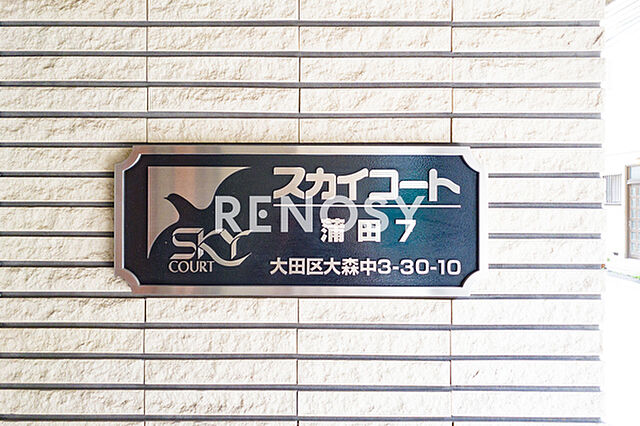 スカイコート
RENOSY
蒲田7
SKY
COURT
大田区大森中3-30-10